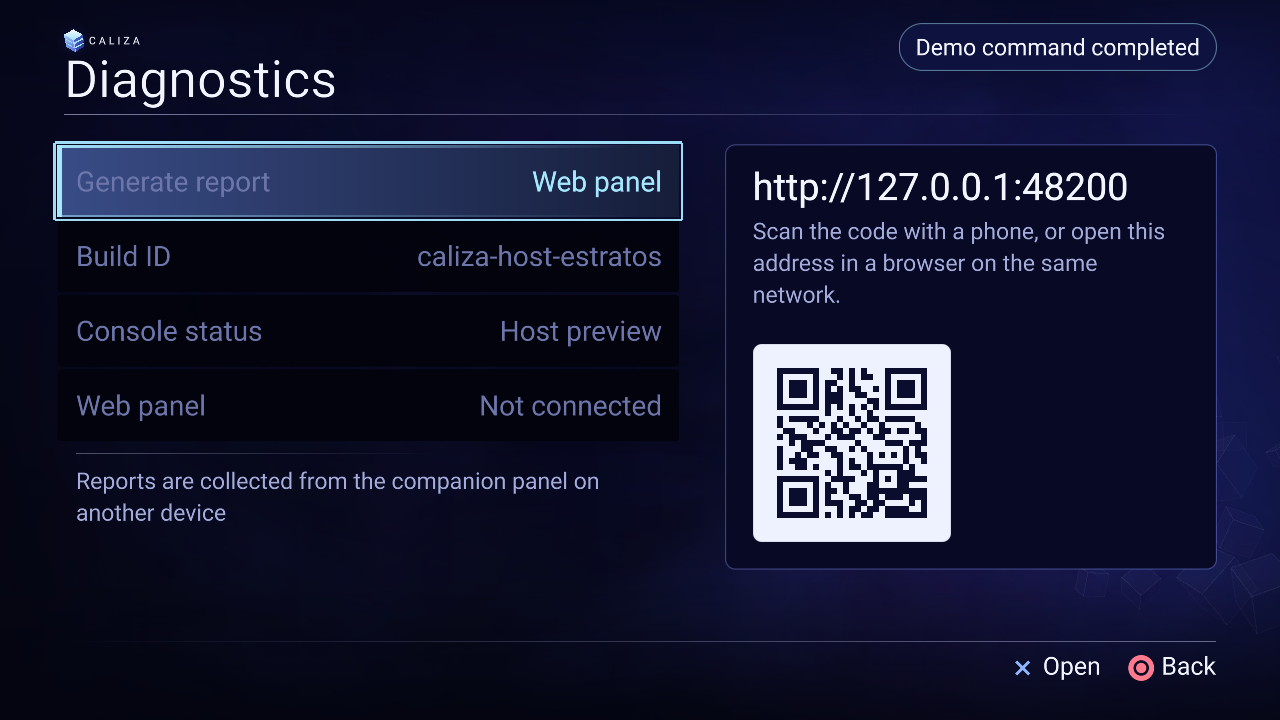 CALIZA
Diagnostics
Demo command completed
Generate report Web panel
Build ID caliza-host-estratos
Console status Host preview
Web panel Not connected
Reports are collected from the companion panel on
another device
http://127.0.0.1:48200
Scan the code with a phone, or open this
address in a browser on the same
network.
Open Back